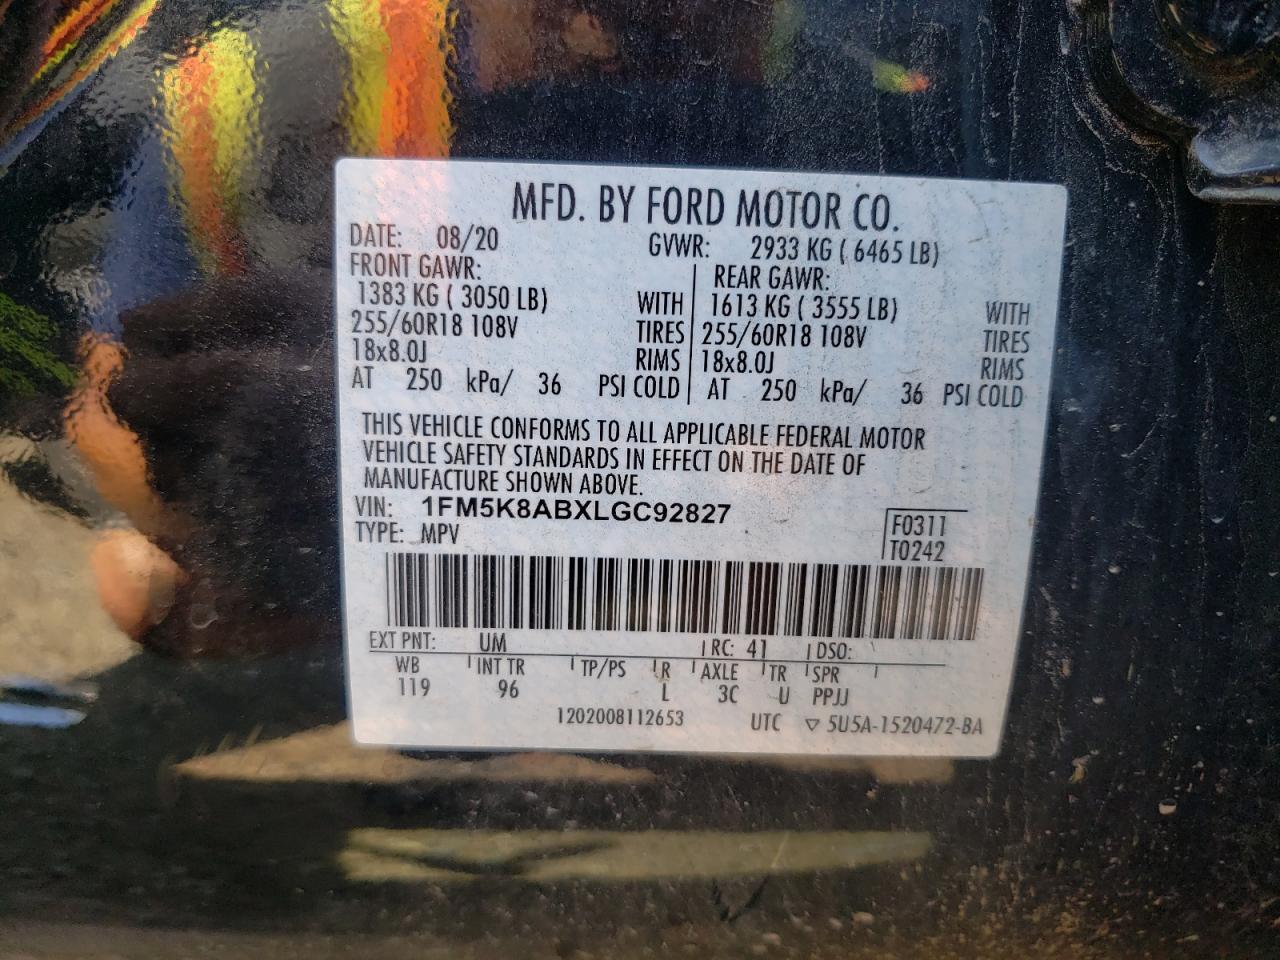 MFD. BY FORD MOTOR CO.
DATE: 08/20 GVWR: 2933 KG ( 6465 LB)
FRONT GAWR: REAR GAWR:
1383 KG ( 3050 LB) WITH 1613 KG ( 3555 LB) WITH
255/60R18 108V TIRES 255/60R18 108V TIRES
18x8.0J RIMS 18x8.0J RIMS
AT 250 kPa/ 36 PSI COLD AT 250 kPa/ 36 PSI COLD
THIS VEHICLE CONFORMS TO ALL APPLICABLE FEDERAL MOTOR
VEHICLE SAFETY STANDARDS IN EFFECT ON THE DATE OF
MANUFACTURE SHOWN ABOVE.
VIN: 1FM5K8ABXLGC92827
F0311
TYPE: MPV
T0242
EXT PNT: UM RC: 41 DSO:
WB INT TR TP/PS R AXLE TR SPR
119 96 L 3C U PPJJ
1202008112653 UTC ▽ 5U5A-1520472-BA